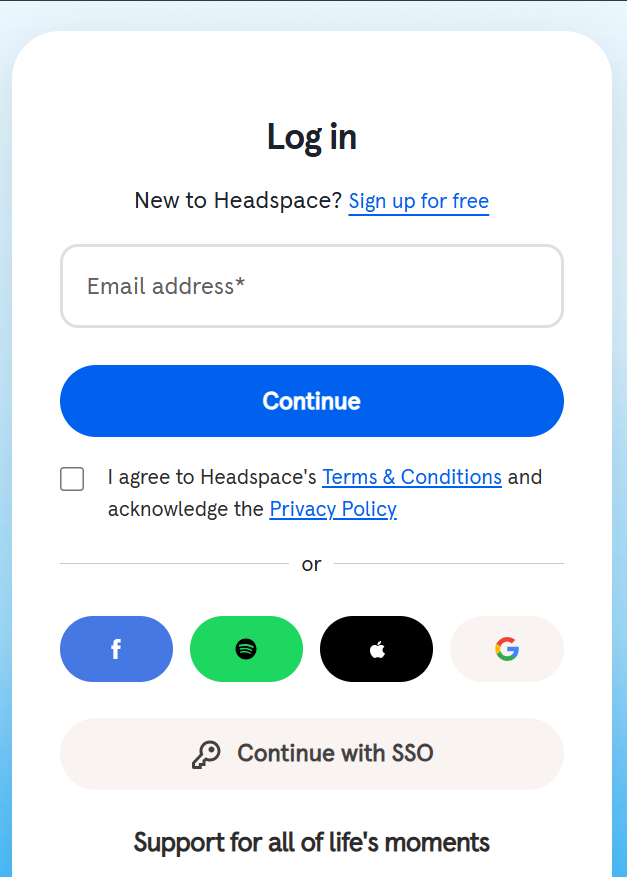 Log in
New to Headspace? Sign up for free
Email address*
Continue
I agree to Headspace's Terms & Conditions and
acknowledge the Privacy Policy
or
Continue with SSO
Support for all of life's moments